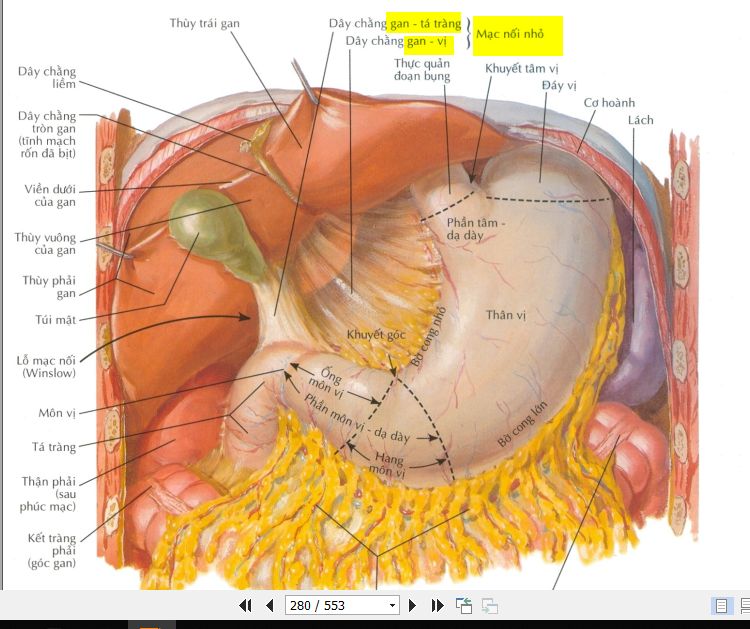 Thùy trái gan
Dây chằng gan - tá tràng
Dây chằng gan - vị
Mạc nối nhỏ
Thực quản
đoạn bụng
Khuyết tâm vị
Đáy vị
Cơ hoành
Lách
Dây chằng
liềm
Dây chằng
tròn gan
(tĩnh mạch
rốn đã bịt)
Viền dưới
của gan
Thùy vuông
của gan
Thùy phải
gan
Túi mật
Lỗ mạc nối
(Winslow)
Môn vị
Tá tràng
Thận phải
(sau
phúc mạc)
Kết tràng
phải
(góc gan)
Phần tâm -
dạ dày
Thân vị
Khuyết góc
Bờ cong nhỏ
Ống
môn vị
Phần môn vị - dạ dày
Hang
môn vị
Bờ cong lớn
280 / 553